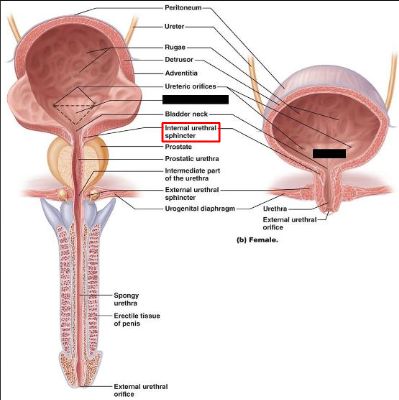 Peritoneum
Ureter
Rugae
Detrusor
Adventitia
Ureteric orifices
Bladder neck
Internal urethral
sphincter
Prostate
Prostatic urethra
Intermediate part
of the urethra
External urethral
sphincter
Urogenital diaphragm
Urethra
External urethral
orifice
(b) Female.
Spongy
urethra
Erectile tissue
of penis
External urethral
orifice